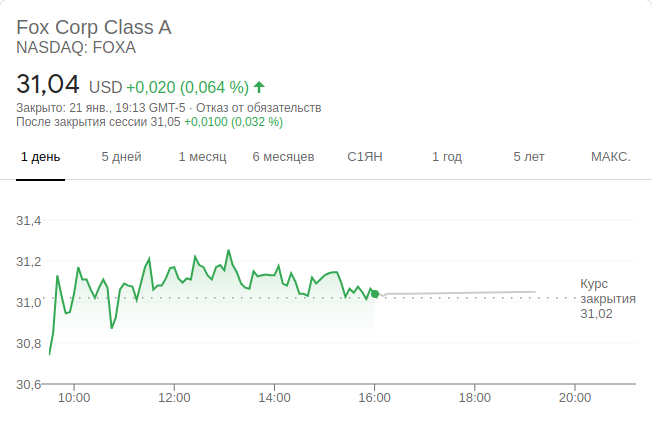 Fox Corp Class A
NASDAQ: FOXA
31,04 USD +0,020 (0,064 %)
Закрыто: 21 янв., 19:13 GMT-5 · Отказ от обязательств
После закрытия сессии 31,05 +0,0100 (0,032 %)
1 день 5 дней 1 месяц 6 месяцев С1ЯН 1 год 5 лет МАКС.
31,4
31,2
31,0
30,8
30,6
Курс
закрытия
31,02
10:00 12:00 14:00 16:00 18:00 20:00